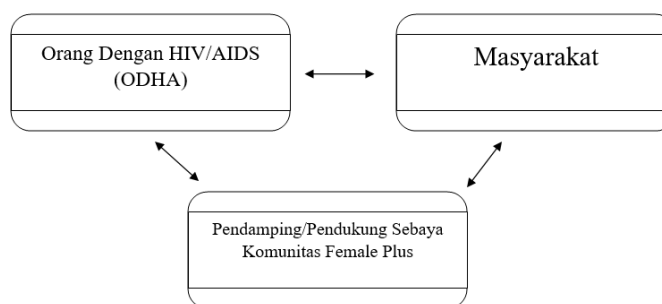 Orang Dengan HIV/AIDS
(ODHA)
Masyarakat
Pendamping/Pendukung Sebaya
Komunitas Female Plus